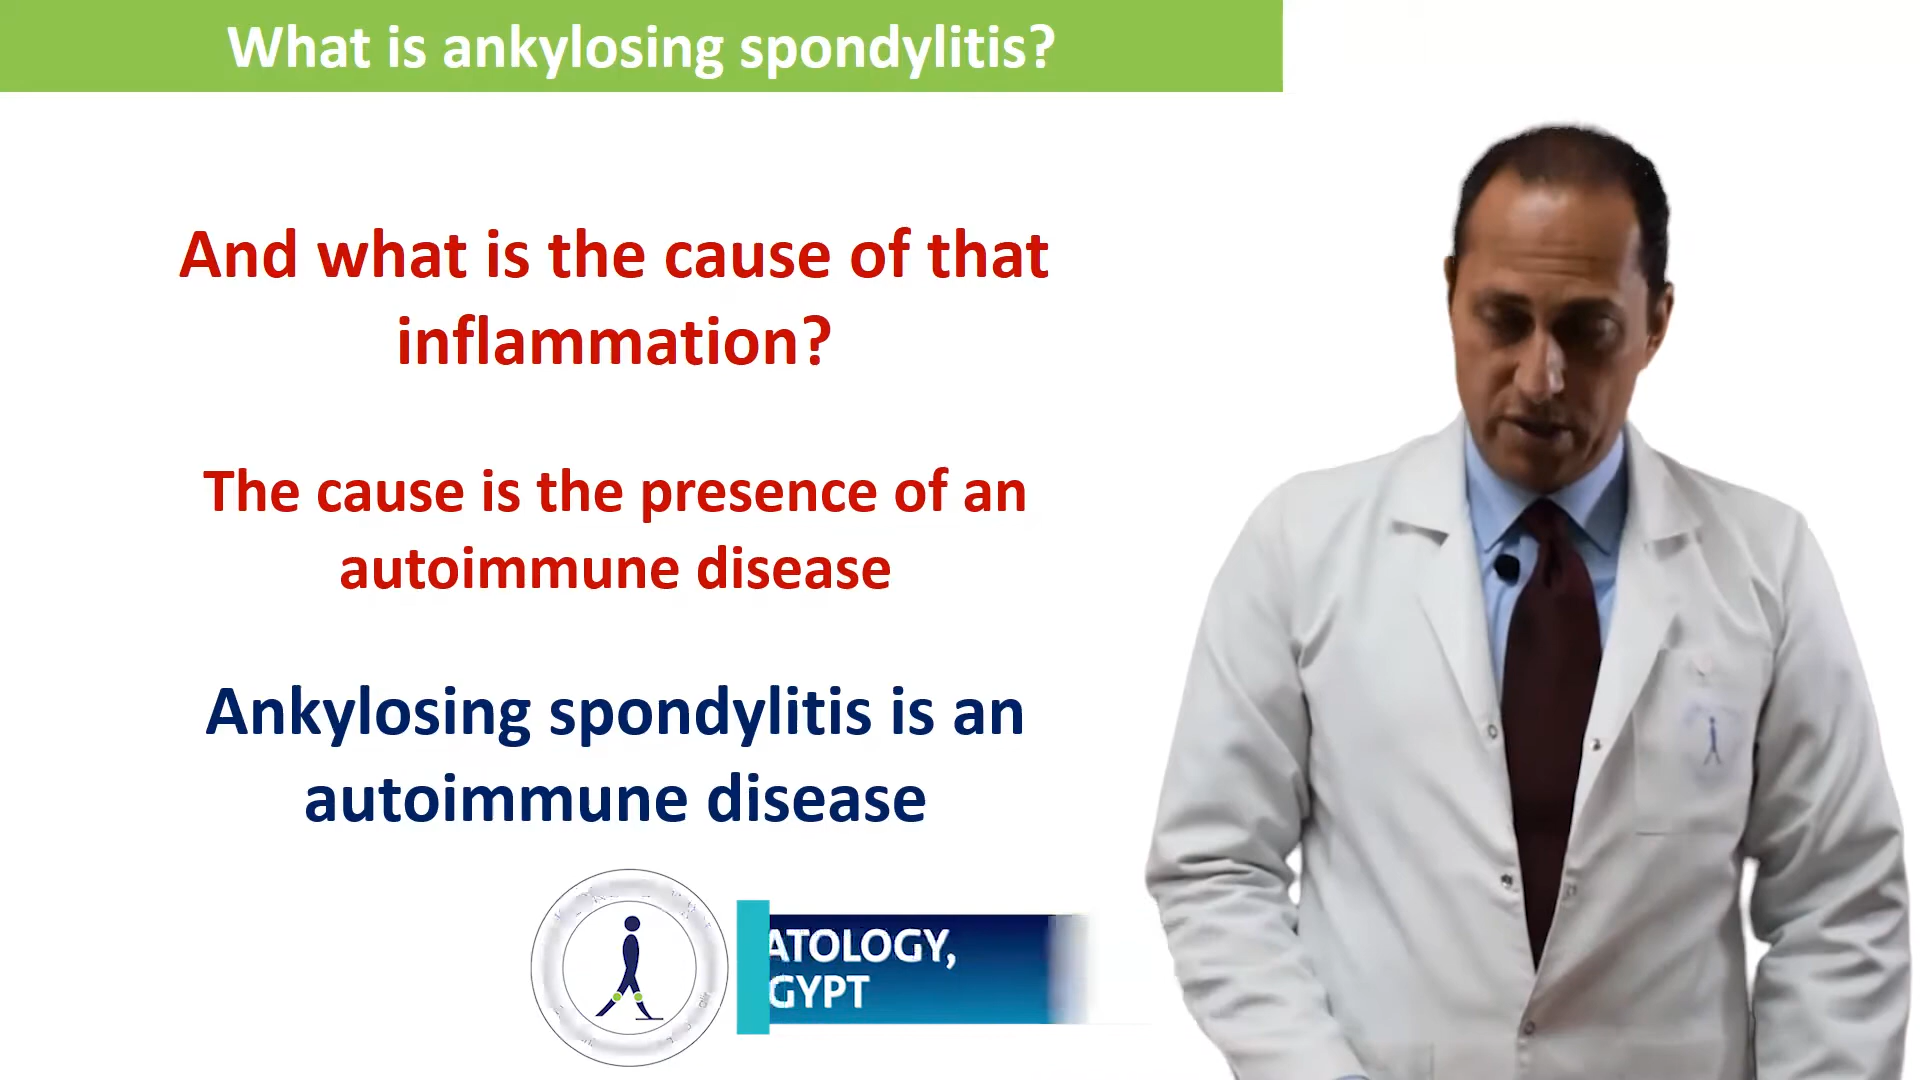 What is ankylosing spondylitis?
And what is the cause of that
inflammation?
The cause is the presence of an
autoimmune disease
Ankylosing spondylitis is an
autoimmune disease
ATOLOGY,
GYPT